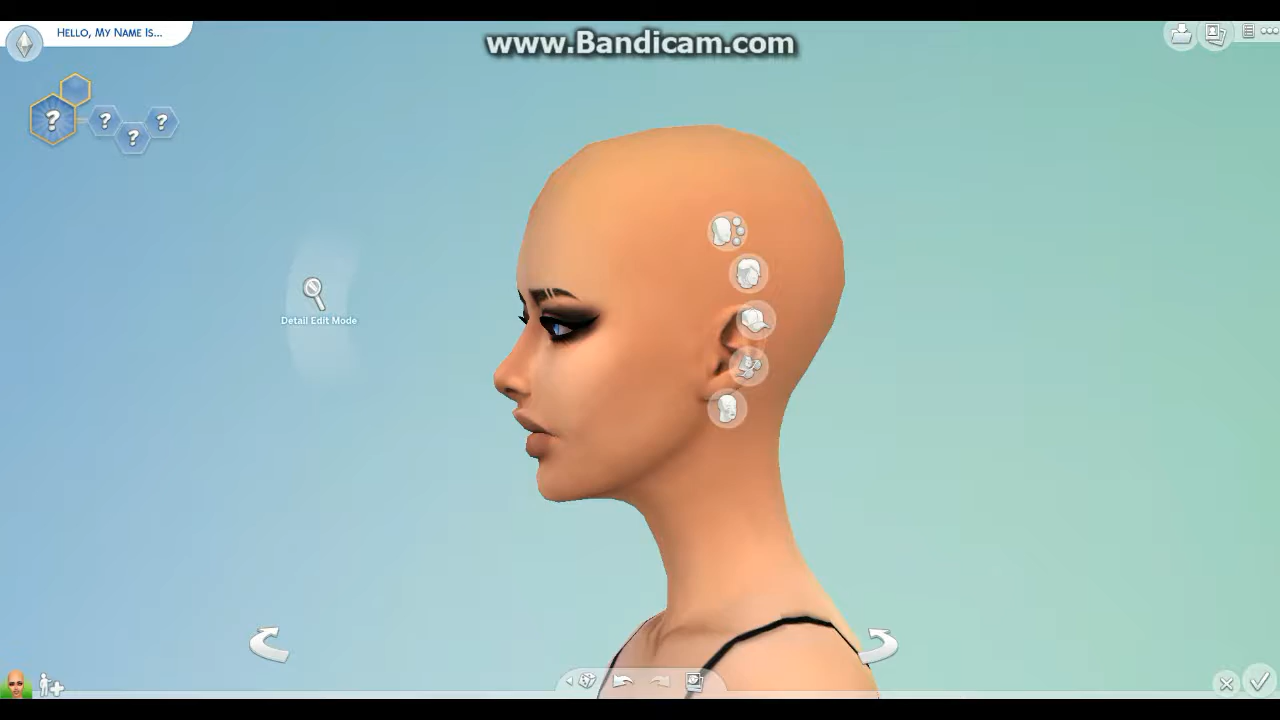 Hello, My Name Is...
www.Bandicam.com
?
? ? ?
Detail Edit Mode